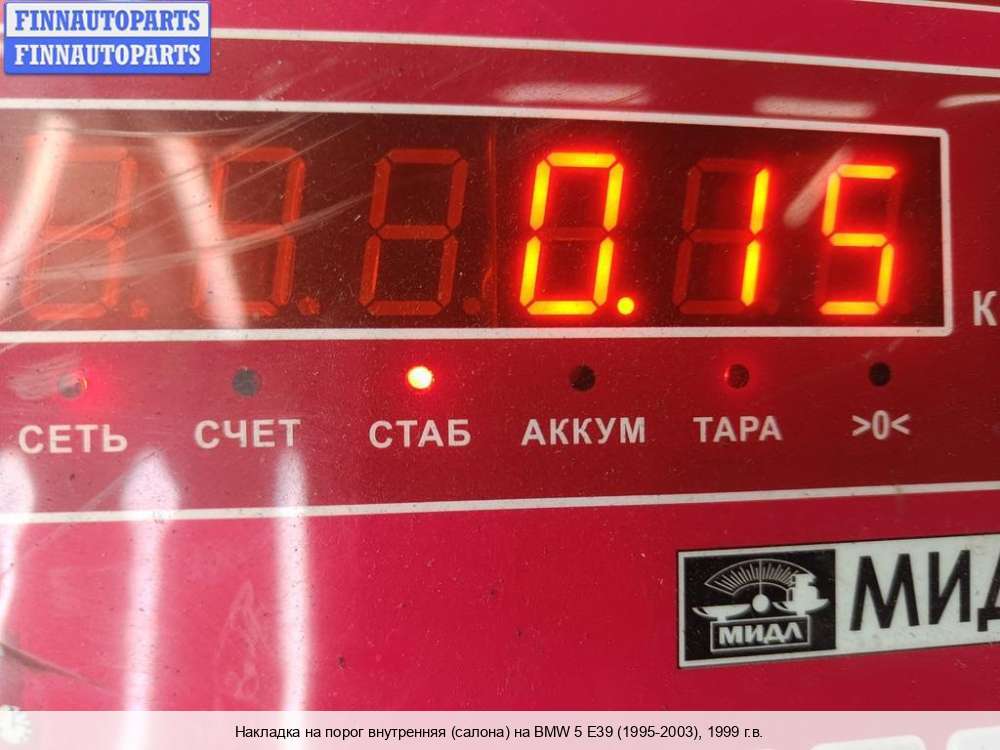 FINNAUTOPARTS
FINNAUTOPARTS
0.15
СЕТЬ СЧЕТ СТАБ АККУМ ТАРА >0<
МИДЛ
Накладка на порог внутренняя (салона) на BMW 5 E39 (1995-2003), 1999 г.в.